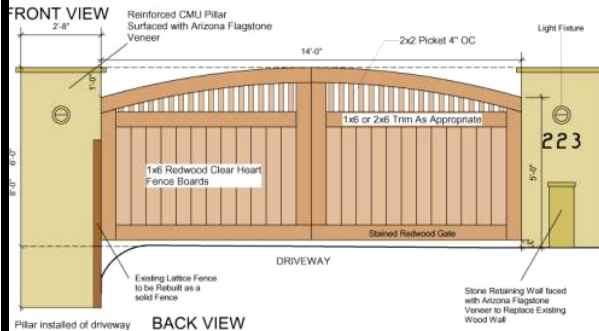 FRONT VIEW
2'-8"
Reinforced CMU Pillar
Surfaced with Arizona Flagstone
Veneer
14'-0"
2x2 Picket 4" OC
Light Fixture
1'-0"
1x6 or 2x6 Trim As Appropriate
223
1x6 Redwood Clear Heart
Fence Boards
6'-0"
8'-0"
5'-0"
Stained Redwood Gate
DRIVEWAY
Existing Lattice Fence
to be Rebuilt as a
solid Fence
Stone Retaining Wall faced
with Arizona Flagstone
Veneer to Replace Existing
Wood Wall
Pillar installed of driveway
BACK VIEW